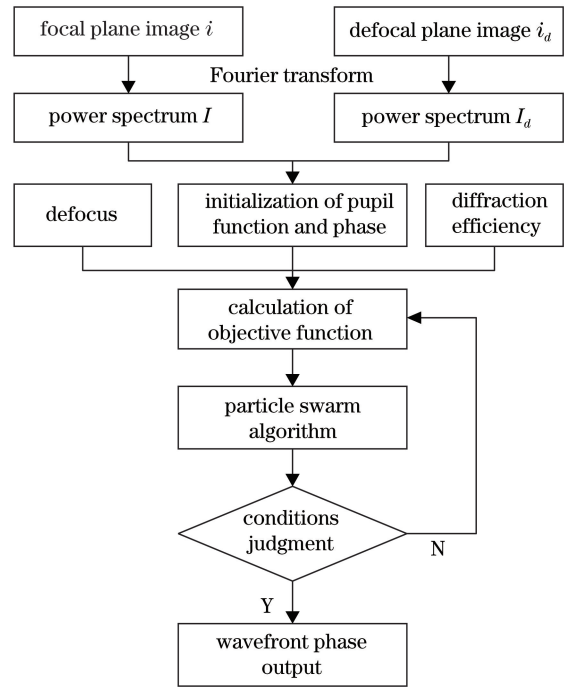 focal plane image i
defocal plane image i_d
Fourier transform
power spectrum I
power spectrum I_d
defocus
initialization of pupil
function and phase
diffraction
efficiency
calculation of
objective function
particle swarm
algorithm
conditions
judgment
N
Y
wavefront phase
output